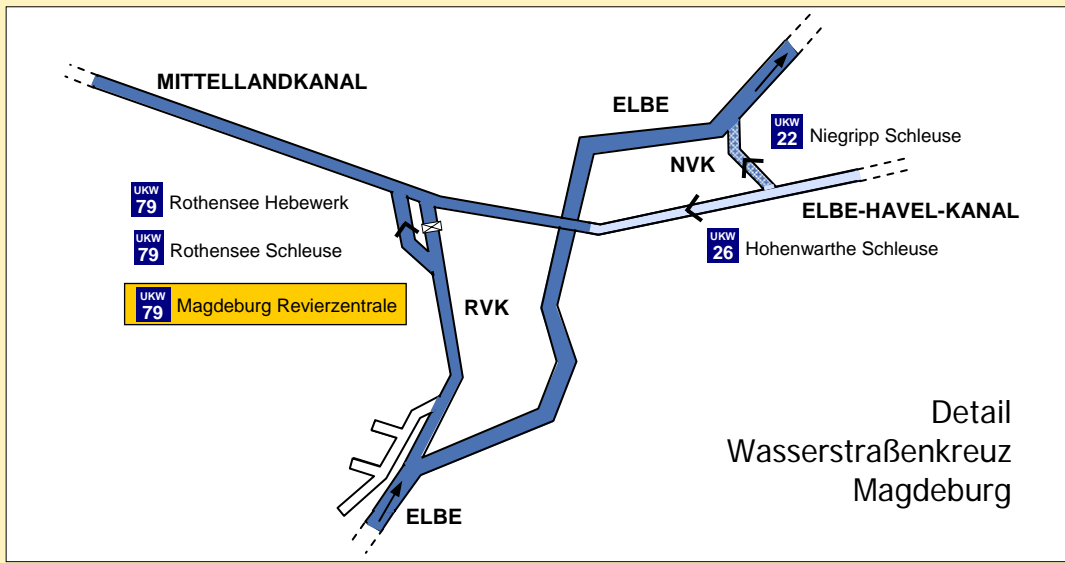 MITTELLANDKANAL
ELBE
UKW
22 Niegripp Schleuse
NVK
UKW
79 Rothensee Hebewerk
ELBE-HAVEL-KANAL
UKW
79 Rothensee Schleuse
UKW
26 Hohenwarthe Schleuse
UKW
79 Magdeburg Revierzentrale
RVK
Detail
Wasserstraßenkreuz
Magdeburg
ELBE